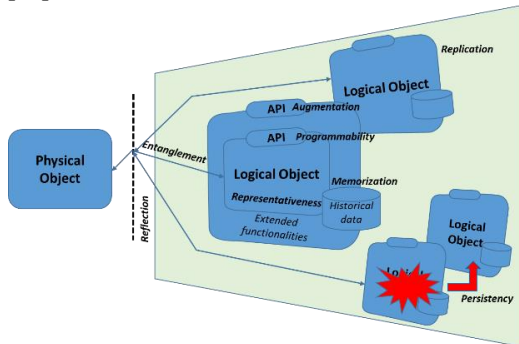 Replication
Logical Object
API Augmentation
API Programmability
Entanglement
Physical
Object
Logical Object
Memorization
Representativeness
Historical
data
Extended
functionalities
Reflection
Logical
Object
Persistency